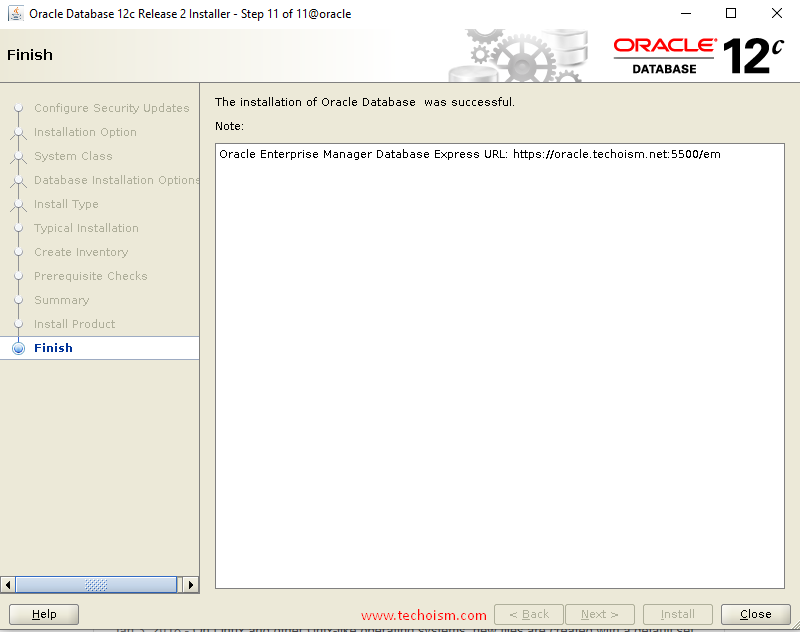 Oracle Database 12c Release 2 Installer - Step 11 of 11@oracle
Finish
ORACLE
DATABASE
12c
Configure Security Updates
Installation Option
System Class
Database Installation Options
Install Type
Typical Installation
Create Inventory
Prerequisite Checks
Summary
Install Product
Finish
The installation of Oracle Database was successful.
Note:
Oracle Enterprise Manager Database Express URL: https://oracle.techoism.net:5500/em
Help
www.techoism.com
< Back
Next >
Install
Close